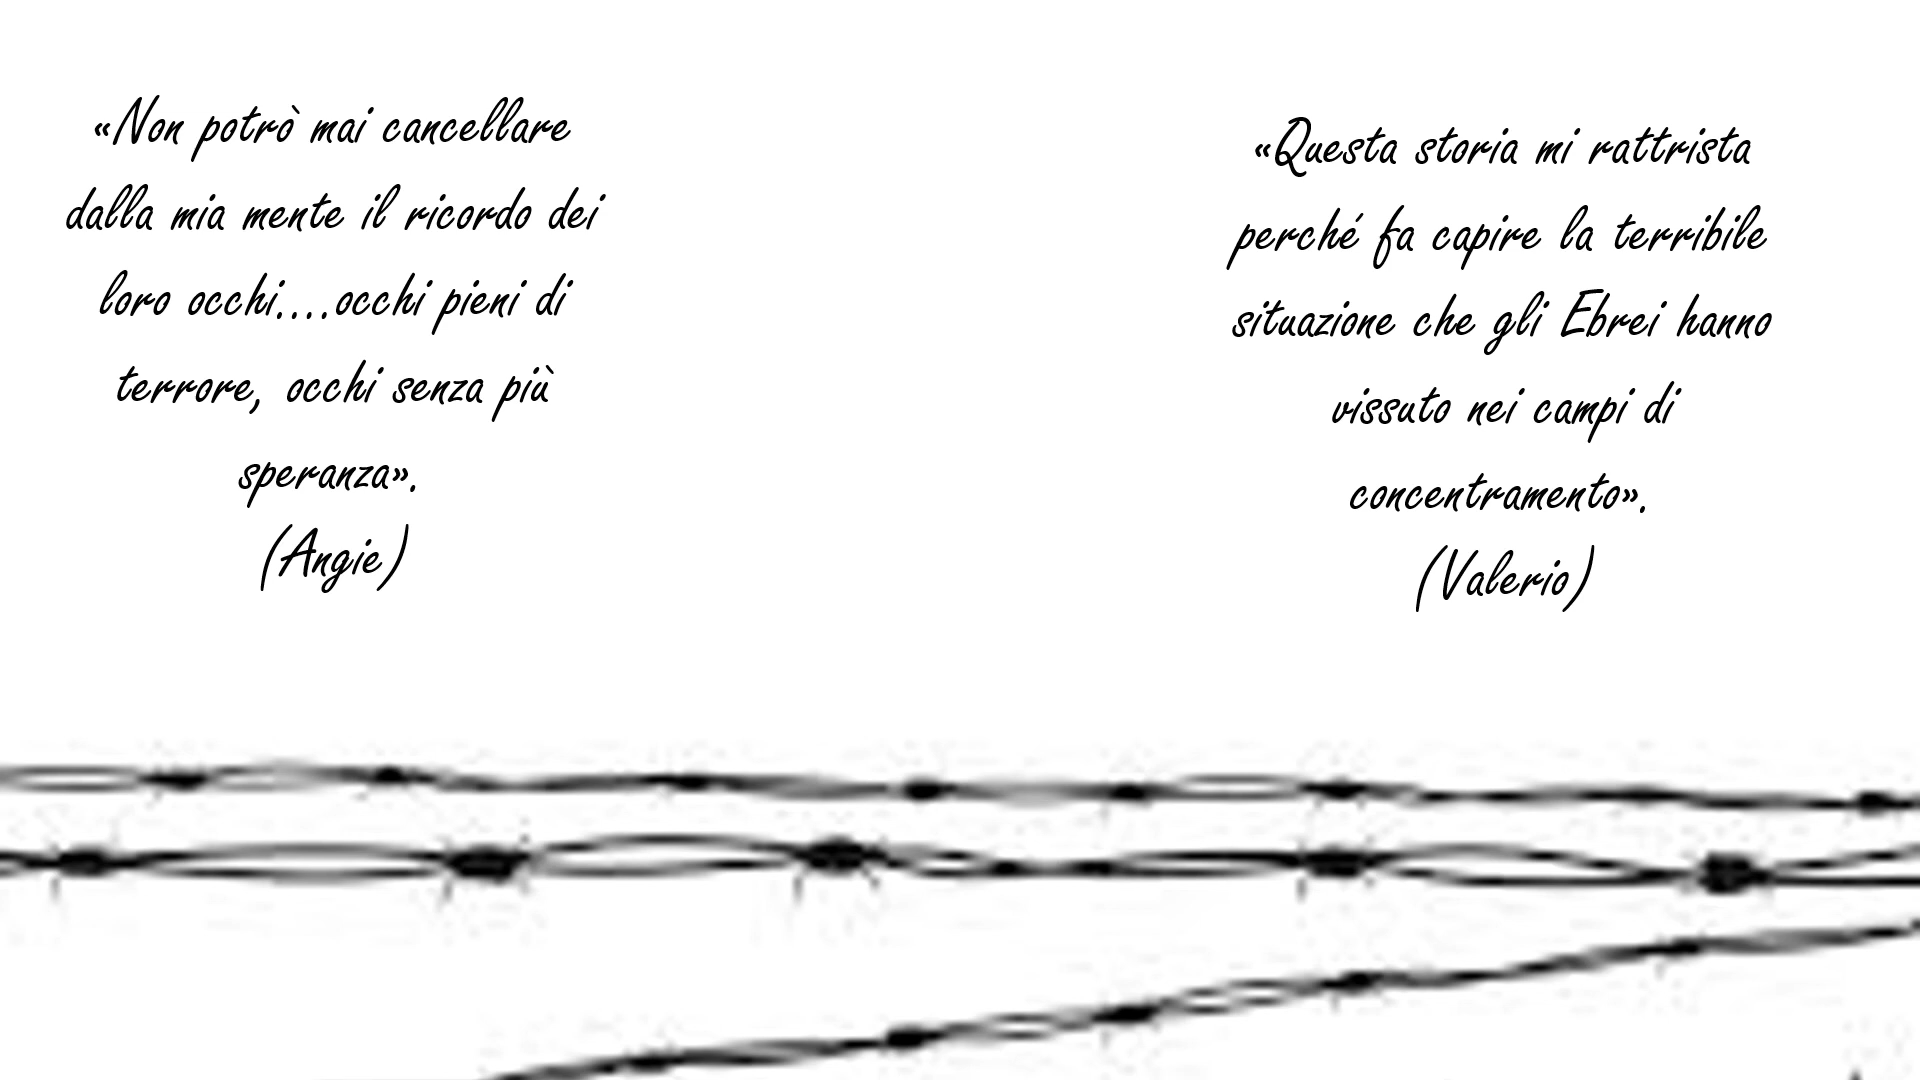 «Non potrò mai cancellare
dalla mia mente il ricordo dei
loro occhi....occhi pieni di
terrore, occhi senza più
speranza».
(Angie)
«Questa storia mi rattrista
perché fa capire la terribile
situazione che gli Ebrei hanno
vissuto nei campi di
concentramento».
(Valerio)